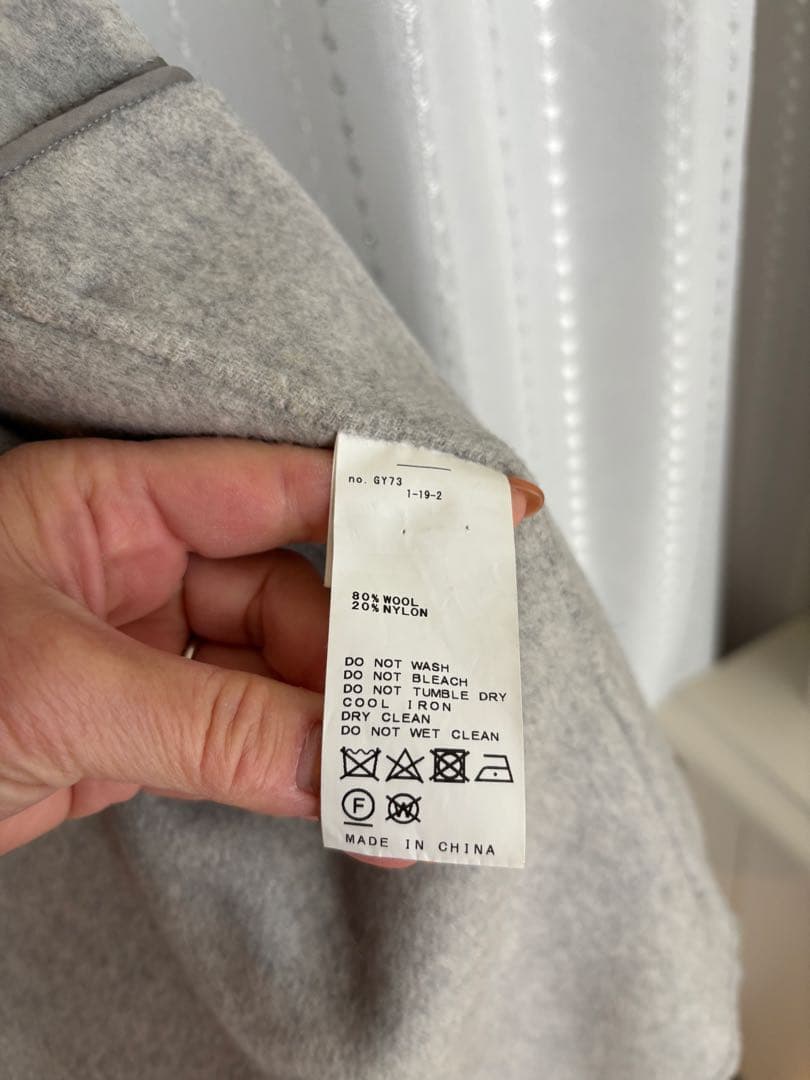 no. GY73
1-19-2
80% WOOL
20% NYLON
DO NOT WASH
DO NOT BLEACH
DO NOT TUMBLE DRY
COOL IRON
DRY CLEAN
DO NOT WET CLEAN
F W
MADE IN CHINA